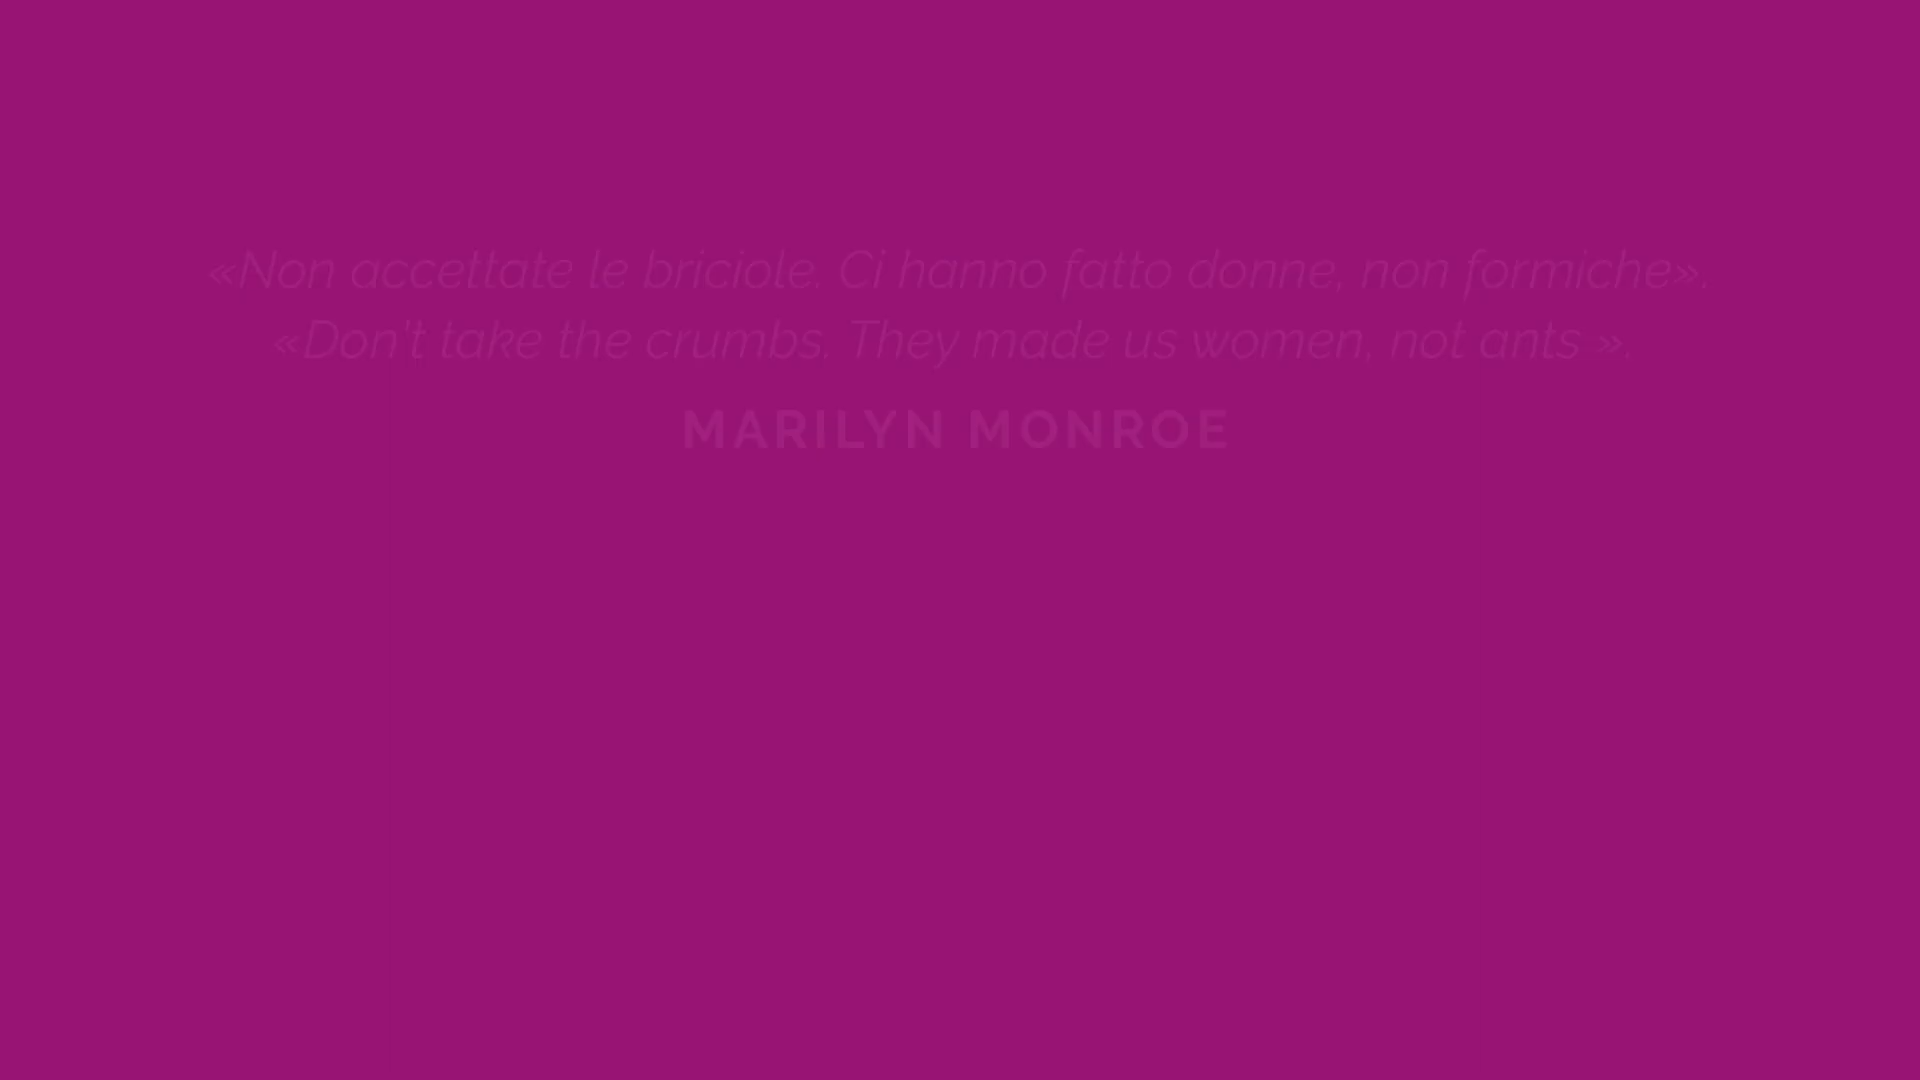 «Non accettate le briciole. Ci hanno fatto donne, non formiche».
«Don't take the crumbs. They made us women, not ants ».
MARILYN MONROE